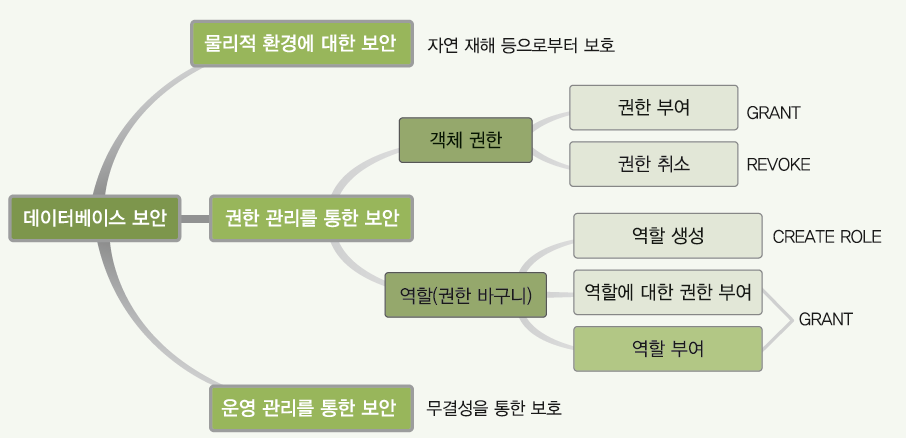 물리적 환경에 대한 보안
자연 재해 등으로부터 보호
객체 권한
권한 부여
GRANT
권한 취소
REVOKE
데이터베이스 보안
권한 관리를 통한 보안
역할(권한 바구니)
역할 생성
CREATE ROLE
역할에 대한 권한 부여
역할 부여
GRANT
운영 관리를 통한 보안
무결성을 통한 보호